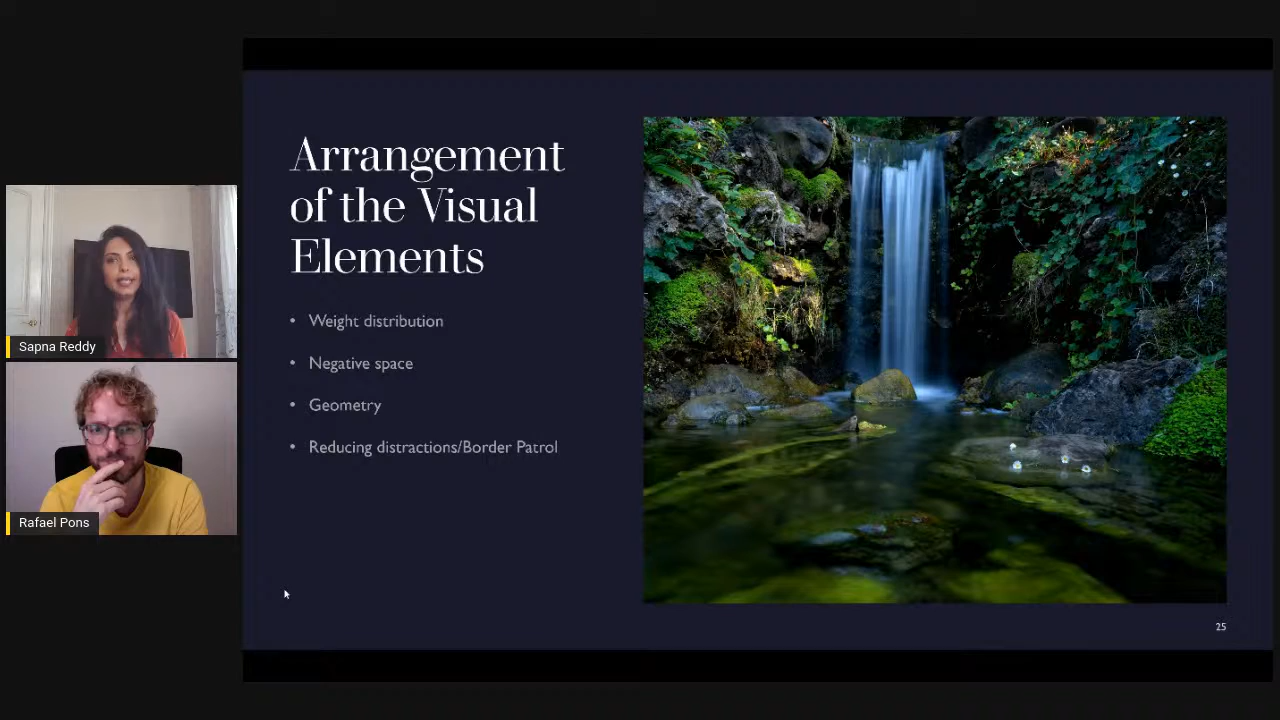 Arrangement
of the Visual
Elements
• Weight distribution
• Negative space
• Geometry
• Reducing distractions/Border Patrol
25
Sapna Reddy
Rafael Pons